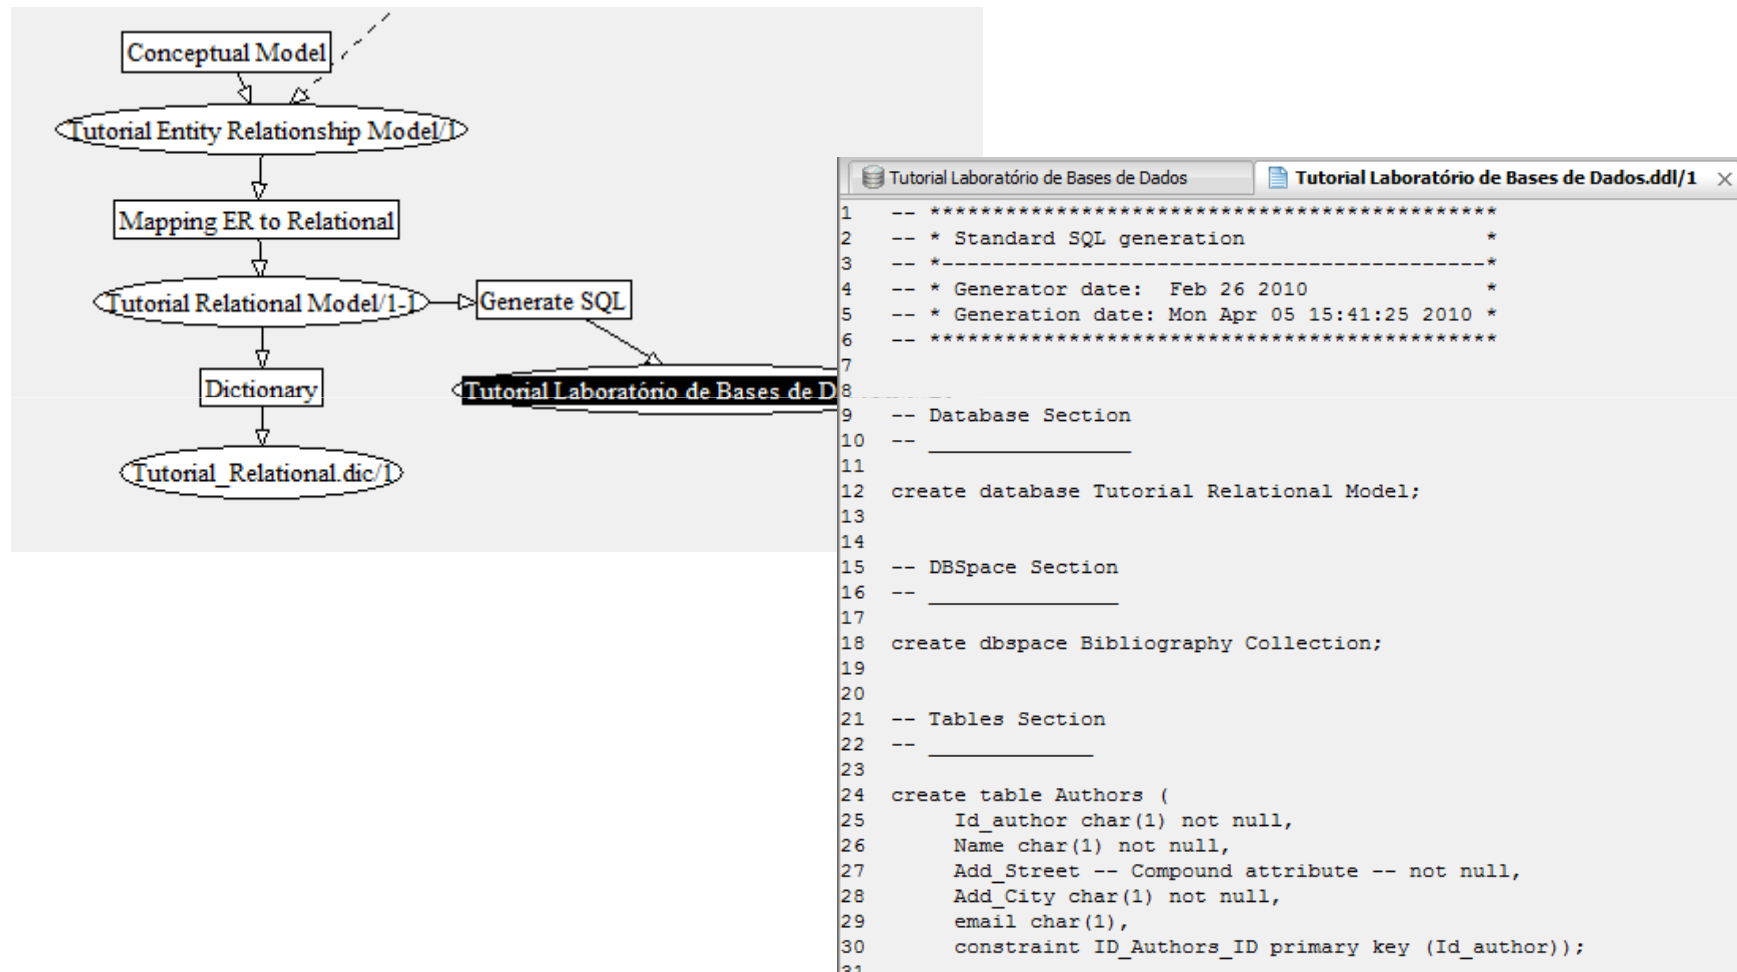 Conceptual Model
Tutorial Entity Relationship Model/1
Mapping ER to Relational
Tutorial Relational Model/1-1
Generate SQL
Dictionary
Tutorial Laboratório de Bases de D
Tutorial_Relational.dic/1
Tutorial Laboratório de Bases de Dados
Tutorial Laboratório de Bases de Dados.ddl/1
1 -- *********************************************
2 -- * Standard SQL generation                   *
3 -- *-------------------------------------------*
4 -- * Generator date:  Feb 26 2010              *
5 -- * Generation date: Mon Apr 05 15:41:25 2010 *
6 -- *********************************************
7
8
9 -- Database Section
10 -- ________________
11
12 create database Tutorial Relational Model;
13
14
15 -- DBSpace Section
16 -- _______________
17
18 create dbspace Bibliography Collection;
19
20
21 -- Tables Section
22 -- _____________
23
24 create table Authors (
25      Id_author char(1) not null,
26      Name char(1) not null,
27      Add_Street -- Compound attribute -- not null,
28      Add_City char(1) not null,
29      email char(1),
30      constraint ID_Authors_ID primary key (Id_author));
31